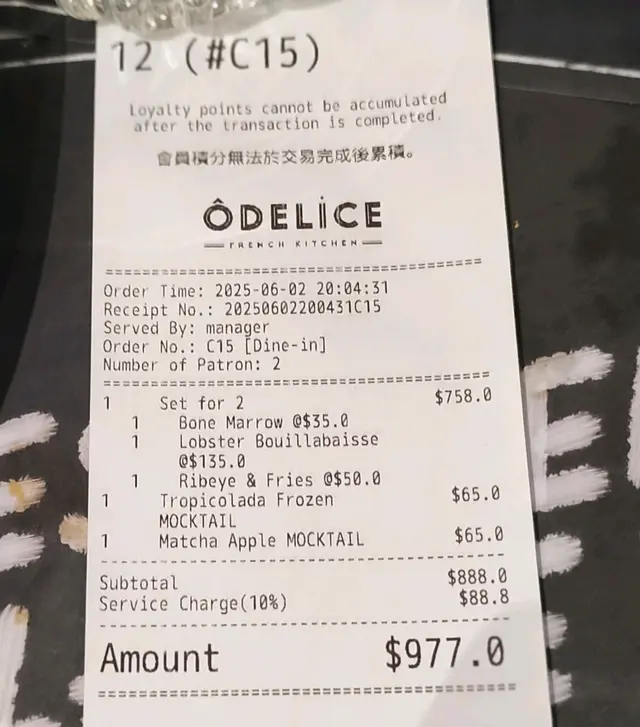 12 (#C15)
Loyalty points cannot be accumulated
after the transaction is completed.
會員積分無法於交易完成後累積。
ÔDELİCE
FRENCH KITCHEN
Order Time: 2025-06-02 20:04:31
Receipt No.: 20250602200431C15
Served By: manager
Order No.: C15 [Dine-in]
Number of Patron: 2
1 Set for 2 $758.0
1 Bone Marrow @$35.0
1 Lobster Bouillabaisse
@$135.0
1 Ribeye & Fries @$50.0
1 Tropicolada Frozen $65.0
MOCKTAIL
1 Matcha Apple MOCKTAIL $65.0
Subtotal $888.0
Service Charge(10%) $88.8
Amount $977.0